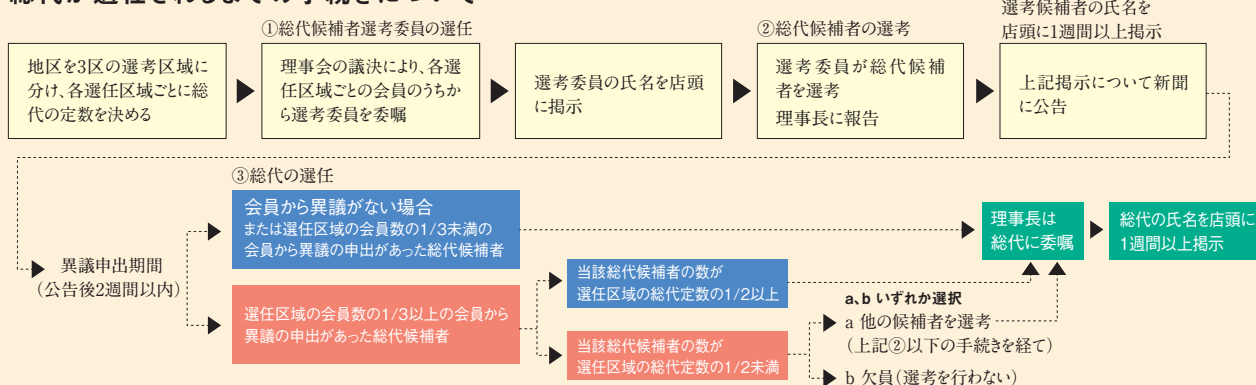 総代が選任されるまでの手続きについて
①総代候補者選考委員の選任
②総代候補者の選考
選考候補者の氏名を
店頭に1週間以上掲示
地区を3区の選考区域に
分け、各選任区域ごとに総
代の定数を決める
理事会の議決により、各選
任区域ごとの会員のうちか
ら選考委員を委嘱
選考委員の氏名を店頭
に掲示
選考委員が総代候補
者を選考
理事長に報告
上記掲示について新聞
に公告
③総代の選任
異議申出期間
（公告後2週間以内）
会員から異議がない場合
または選任区域の会員数の1/3未満の
会員から異議の申出があった総代候補者
理事長は
総代に委嘱
総代の氏名を店頭に
1週間以上掲示
選任区域の会員数の1/3以上の会員から
異議の申出があった総代候補者
当該総代候補者の数が
選任区域の総代定数の1/2以上
当該総代候補者の数が
選任区域の総代定数の1/2未満
a、b いずれか選択
a 他の候補者を選考
（上記②以下の手続きを経て）
b 欠員（選考を行わない）